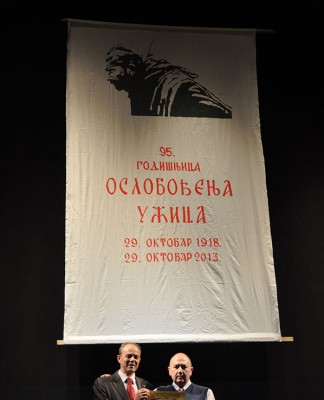 95.
ГОДИШЊИЦА
ОСЛОБОЂЕЊА
УЖИЦА
29. ОКТОБАР 1918.
29. ОКТОБАР 2013.